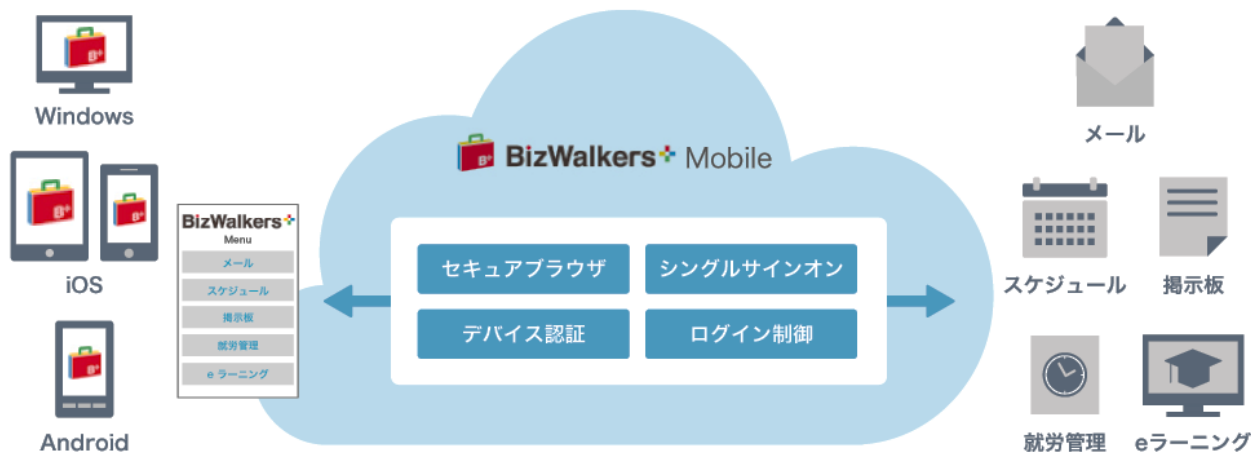 Windows
iOS
Android
BizWalkers+
Menu
メール
スケジュール
掲示板
就労管理
e ラーニング
B+ BizWalkers+ Mobile
セキュアブラウザ
シングルサインオン
デバイス認証
ログイン制御
メール
スケジュール
掲示板
就労管理
eラーニング